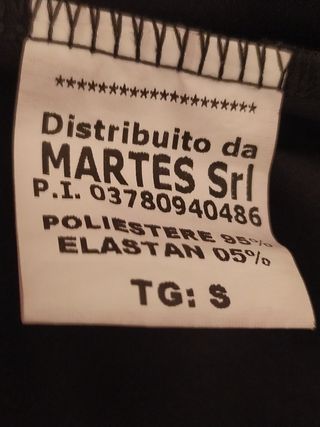 ********************
Distribuito da
MARTES Srl
P.I. 03780940486
POLIESTERE 95%
ELASTAN 05%
TG: S